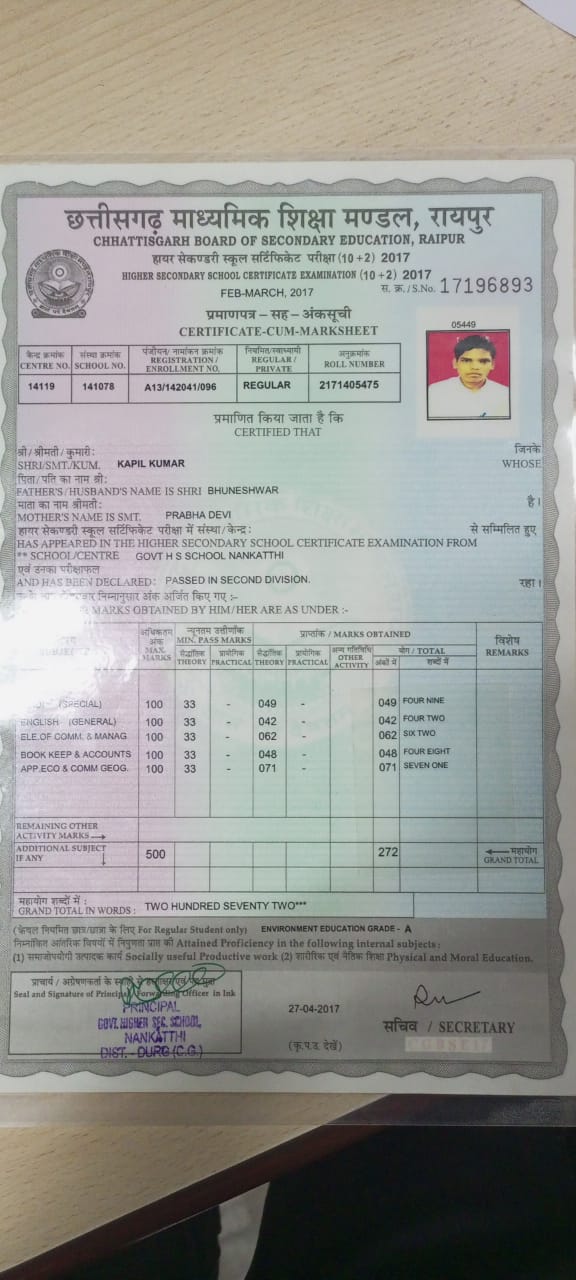 छत्तीसगढ़ माध्यमिक शिक्षा मण्डल, रायपुर
CHHATTISGARH BOARD OF SECONDARY EDUCATION, RAIPUR
हायर सेकण्डरी स्कूल सर्टिफिकेट परीक्षा (10+2) 2017
HIGHER SECONDARY SCHOOL CERTIFICATE EXAMINATION (10+2) 2017
FEB-MARCH, 2017
स. क्र. / S.No. 17196893
प्रमाणपत्र – सह – अंकसूची
CERTIFICATE-CUM-MARKSHEET
05449
केन्द्र क्रमांक संस्था क्रमांक पंजीयन/ नामांकन क्रमांक नियमित/स्वाध्यायी अनुक्रमांक
CENTRE NO. SCHOOL NO. REGISTRATION / ENROLLMENT NO. REGULAR / PRIVATE ROLL NUMBER
14119 141078 A13/142041/096 REGULAR 2171405475
प्रमाणित किया जाता है कि
CERTIFIED THAT
श्री / श्रीमती / कुमारी : जिनके
SHRI/SMT./KUM. KAPIL KUMAR WHOSE
पिता/पति का नाम श्री:
FATHER'S/HUSBAND'S NAME IS SHRI BHUNESHWAR
माता का नाम श्रीमती: है।
MOTHER'S NAME IS SMT. PRABHA DEVI
हायर सेकण्डरी स्कूल सर्टिफिकेट परीक्षा में संस्था/केन्द्र: से सम्मिलित हुए
HAS APPEARED IN THE HIGHER SECONDARY SCHOOL CERTIFICATE EXAMINATION FROM
** SCHOOL/CENTRE GOVT H S SCHOOL NANKATTHI
एवं उनका परीक्षाफल
AND HAS BEEN DECLARED: PASSED IN SECOND DIVISION. रहा।
निम्नानुसार अंक अर्जित किए गए :-
MARKS OBTAINED BY HIM/HER ARE AS UNDER :-
अधिकतम अंक न्यूनतम उत्तीर्णांक प्राप्तांक / MARKS OBTAINED विशेष
MAX. MARKS MIN. PASS MARKS अन्य गतिविधि योग / TOTAL REMARKS
सैद्धांतिक प्रायोगिक सैद्धांतिक प्रायोगिक OTHER ACTIVITY अंकों में शब्दों में
THEORY PRACTICAL THEORY PRACTICAL
(SPECIAL) 100 33 - 049 - 049 FOUR NINE
ENGLISH (GENERAL) 100 33 - 042 - 042 FOUR TWO
ELE.OF COMM. & MANAG. 100 33 - 062 - 062 SIX TWO
BOOK KEEP & ACCOUNTS 100 33 - 048 - 048 FOUR EIGHT
APP.ECO & COMM GEOG. 100 33 - 071 - 071 SEVEN ONE
REMAINING OTHER
ACTIVITY MARKS →
ADDITIONAL SUBJECT 500 272 ← महायोग
IF ANY ↓ GRAND TOTAL
महायोग शब्दों में :
GRAND TOTAL IN WORDS : TWO HUNDRED SEVENTY TWO***
(केवल नियमित छात्र/छात्रा के लिए For Regular Student only) ENVIRONMENT EDUCATION GRADE - A
निम्नांकित आंतरिक विषयों में निपुणता प्राप्त की Attained Proficiency in the following internal subjects :
(1) समाजोपयोगी उत्पादक कार्य Socially useful Productive work (2) शारीरिक एवं नैतिक शिक्षा Physical and Moral Education.
प्राचार्य / अग्रेषणकर्ता के
Seal and Signature of Principal/Forwarding Officer in Ink
PRINCIPAL
GOVT. HIGHER SEC. SCHOOL,
NANKATTHI
DIST. - DURG (C.G.)
27-04-2017
(कृ.प.उ. देखें)
सचिव / SECRETARY
CGBSE 17